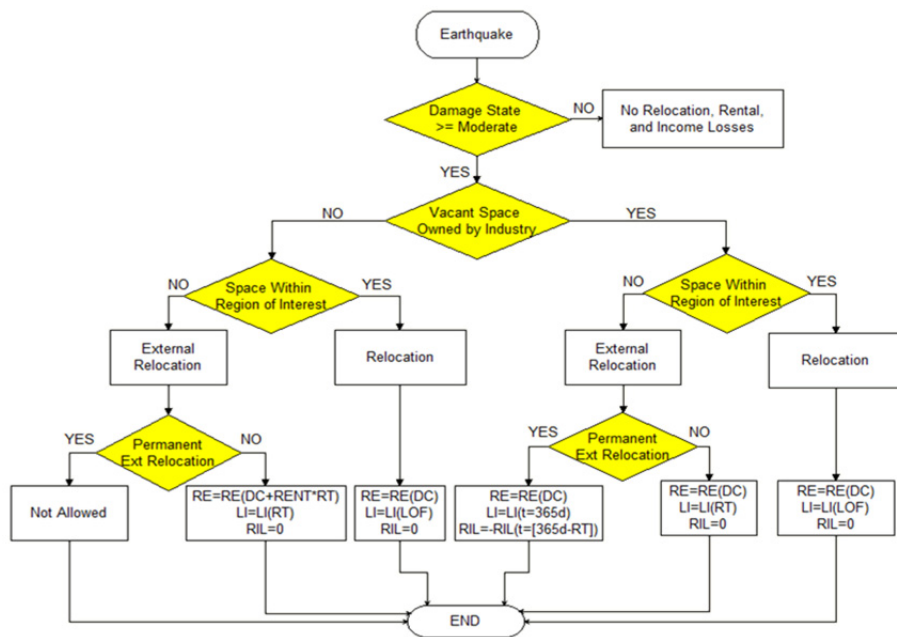 Earthquake
Damage State
>= Moderate
NO
No Relocation, Rental,
and Income Losses
YES
NO
Vacant Space
Owned by Industry
YES
NO
Space Within
Region of Interest
YES
NO
Space Within
Region of Interest
YES
External
Relocation
Relocation
External
Relocation
Relocation
YES
Permanent
Ext Relocation
NO
YES
Permanent
Ext Relocation
NO
Not Allowed
RE=RE(DC+RENT*RT)
LI=LI(RT)
RIL=0
RE=RE(DC)
LI=LI(LOF)
RIL=0
RE=RE(DC)
LI=LI(t=365d)
RIL=-RIL(t=[365d-RT])
RE=RE(DC)
LI=LI(RT)
RIL=0
RE=RE(DC)
LI=LI(LOF)
RIL=0
END